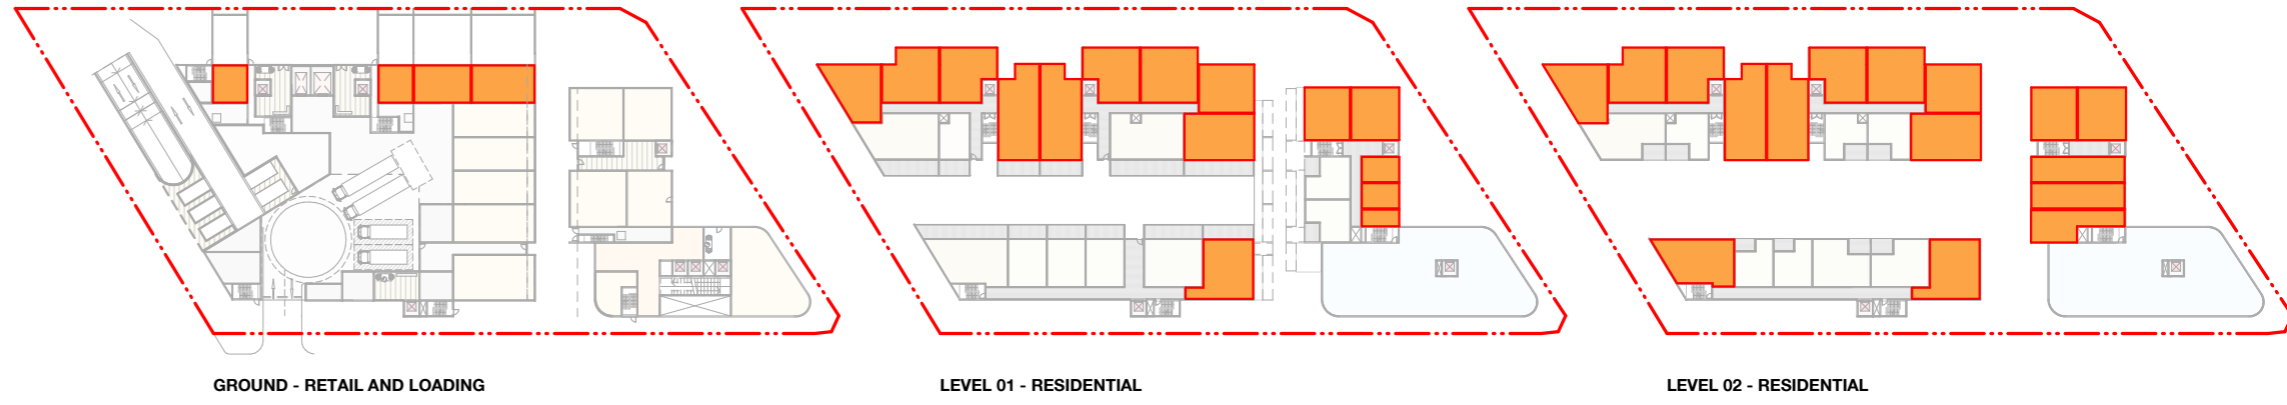 GROUND - RETAIL AND LOADING
LEVEL 01 - RESIDENTIAL
LEVEL 02 - RESIDENTIAL